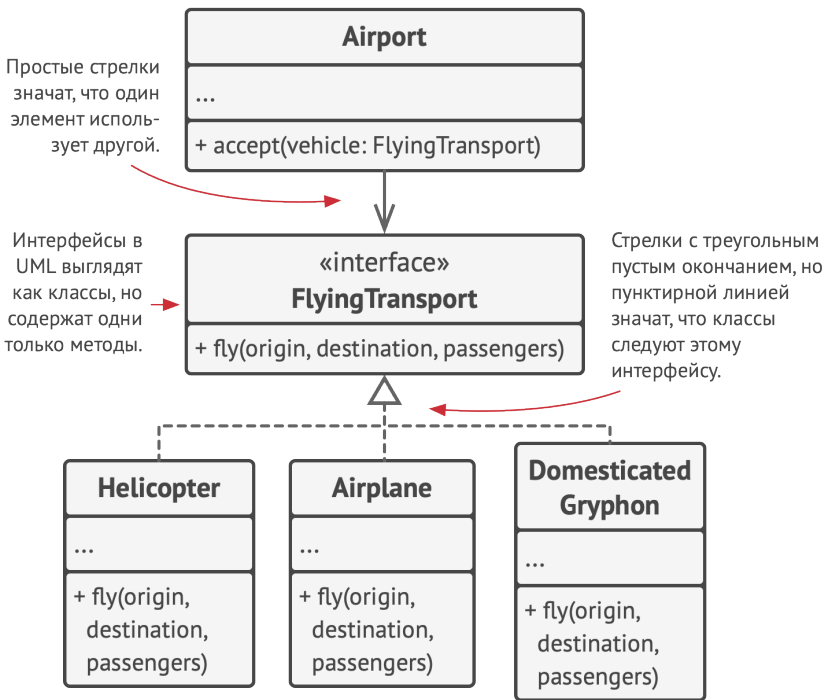 Airport
...
+ accept(vehicle: FlyingTransport)
Простые стрелки
значат, что один
элемент исполь-
зует другой.
«interface»
FlyingTransport
+ fly(origin, destination, passengers)
Интерфейсы в
UML выглядят
как классы, но
содержат одни
только методы.
Стрелки с треугольным
пустым окончанием, но
пунктирной линией
значат, что классы
следуют этому
интерфейсу.
Helicopter
...
+ fly(origin,
destination,
passengers)
Airplane
...
+ fly(origin,
destination,
passengers)
Domesticated
Gryphon
...
+ fly(origin,
destination,
passengers)